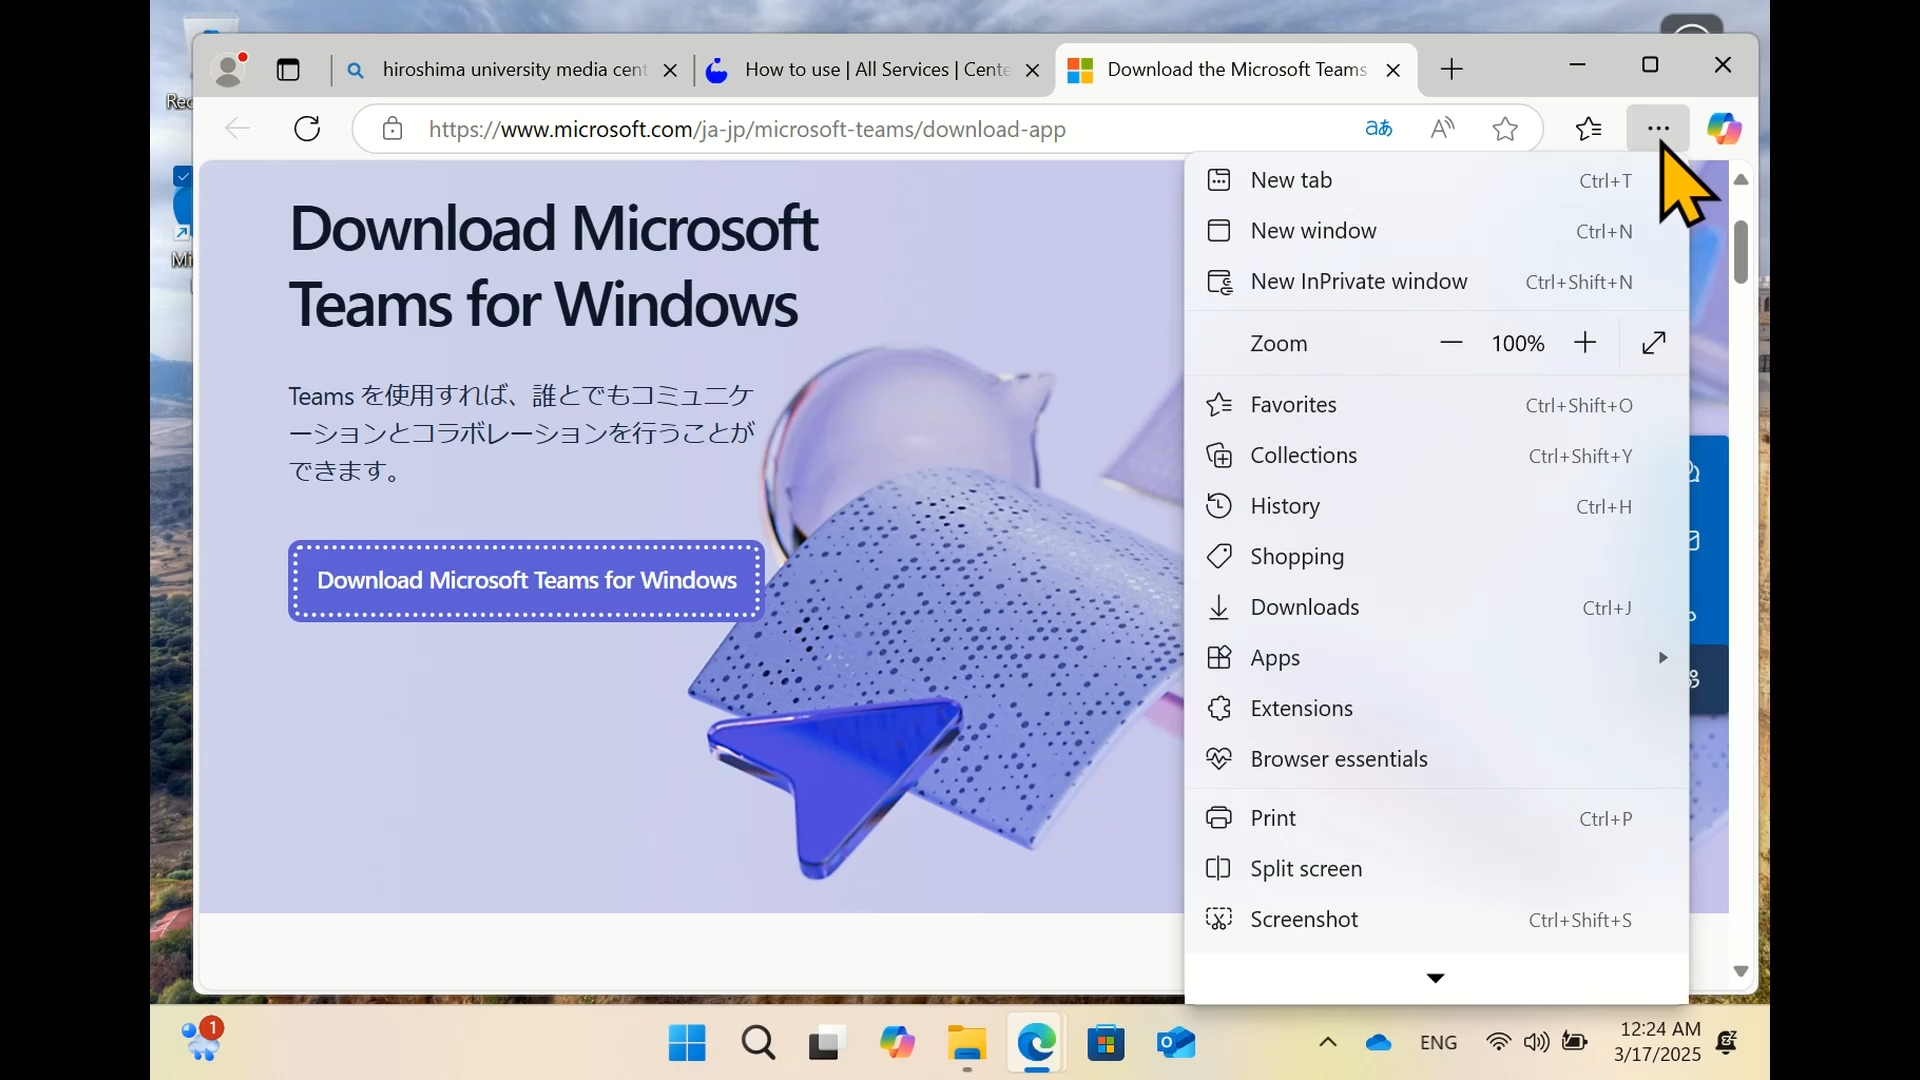 hiroshima university media cent
How to use | All Services | Cente
Download the Microsoft Teams
https://www.microsoft.com/ja-jp/microsoft-teams/download-app
Rec
Mi
Download Microsoft
Teams for Windows
Teams を使用すれば、誰とでもコミュニケ
ーションとコラボレーションを行うことが
できます。
Download Microsoft Teams for Windows
New tab Ctrl+T
New window Ctrl+N
New InPrivate window Ctrl+Shift+N
Zoom 100%
Favorites Ctrl+Shift+O
Collections Ctrl+Shift+Y
History Ctrl+H
Shopping
Downloads Ctrl+J
Apps
Extensions
Browser essentials
Print Ctrl+P
Split screen
Screenshot Ctrl+Shift+S
1
ENG
12:24 AM
3/17/2025